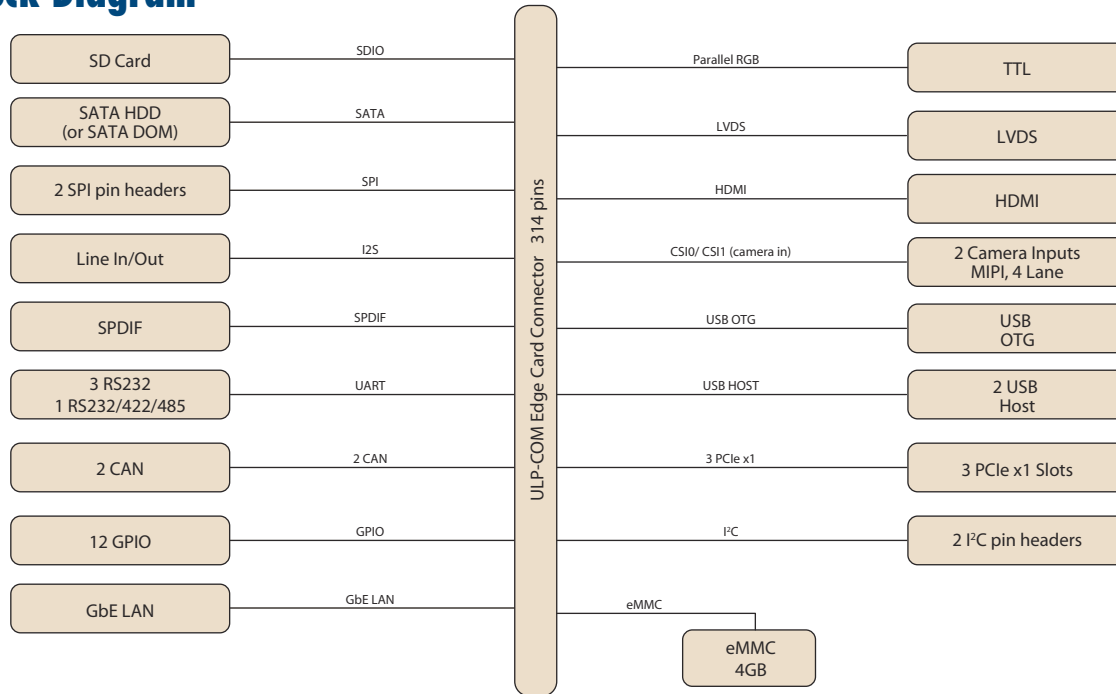 Diagram
SDIO
SD Card
SATA
SATA HDD
(or SATA DOM)
SPI
2 SPI pin headers
I2S
Line In/Out
SPDIF
SPDIF
UART
3 RS232
1 RS232/422/485
2 CAN
2 CAN
GPIO
12 GPIO
GbE LAN
GbE LAN
ULP-COM Edge Card Connector 314 pins
Parallel RGB
TTL
LVDS
LVDS
HDMI
HDMI
CSI0/ CSI1 (camera in)
2 Camera Inputs
MIPI, 4 Lane
USB OTG
USB
OTG
USB HOST
2 USB
Host
3 PCIe x1
3 PCIe x1 Slots
I²C
2 I²C pin headers
eMMC
eMMC
4GB